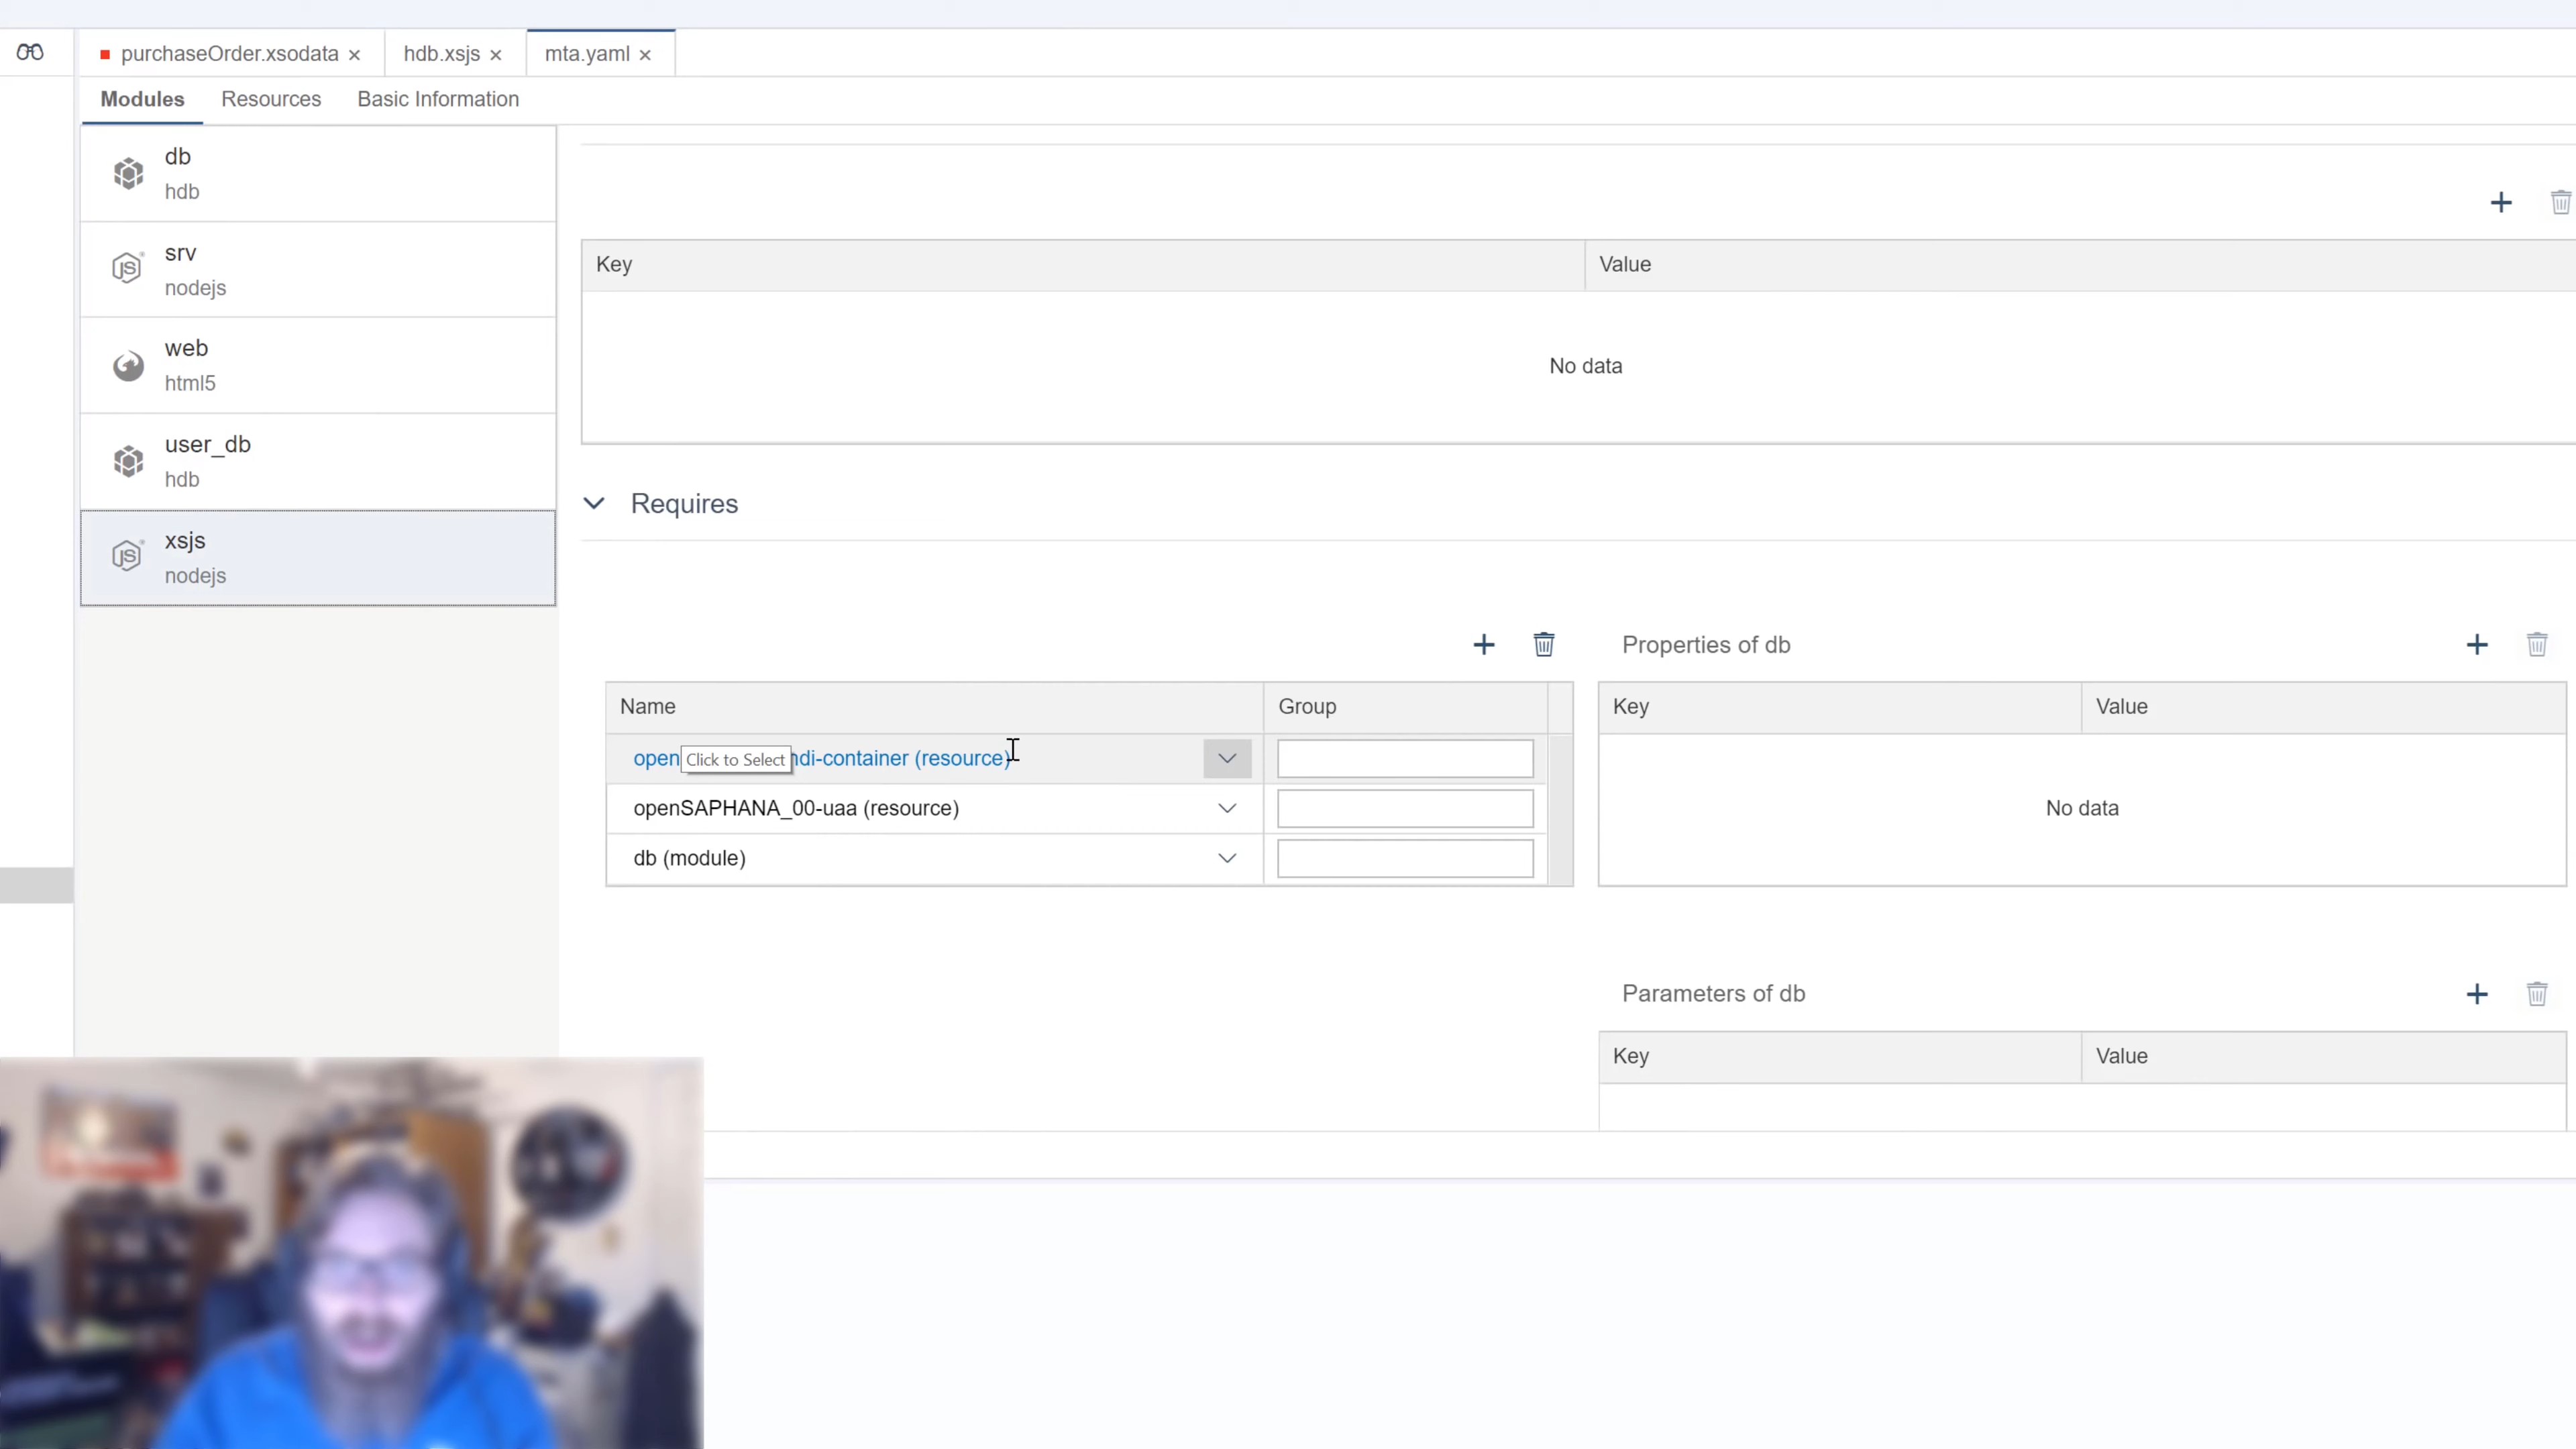 purchaseOrder.xsodata × hdb.xsjs × mta.yaml ×
Modules Resources Basic Information
db
hdb
srv
nodejs
web
html5
user_db
hdb
xsjs
nodejs
Key Value
No data
Requires
Properties of db
Name Group
open Click to Select ndi-container (resource)
openSAPHANA_00-uaa (resource)
db (module)
Key Value
No data
Parameters of db
Key Value